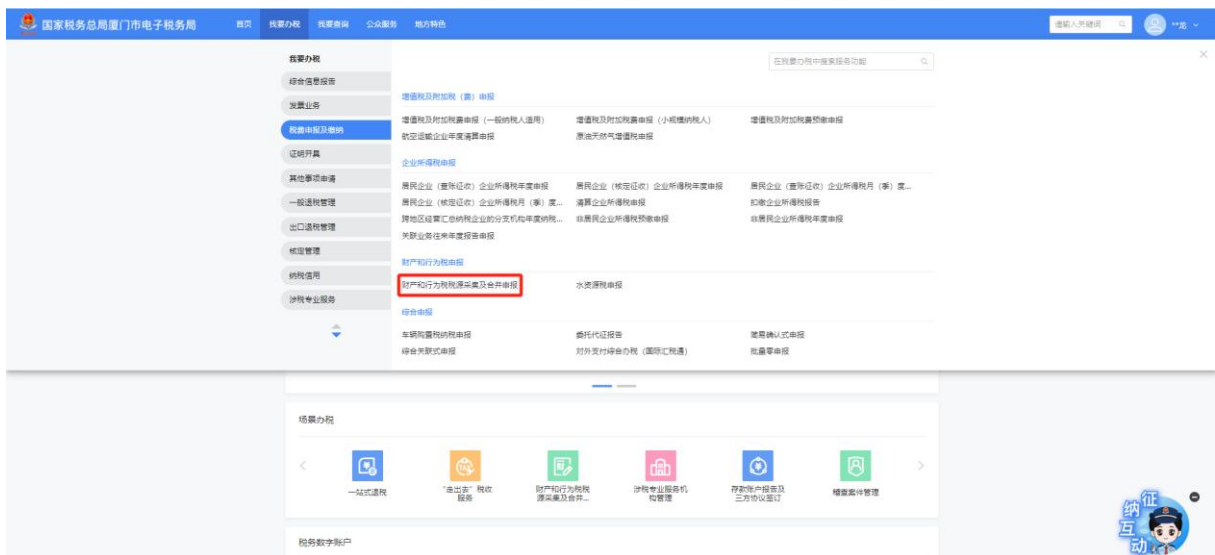 国家税务总局厦门市电子税务局 首页 我要办税 我要查询 公众服务 地方特色 请输入关键词
我要办税 在我要办税中搜索服务功能
综合信息报告
发票业务
税费申报及缴纳
证明开具
其他事项申请
一般退税管理
出口退税管理
核定管理
纳税信用
涉税专业服务
增值税及附加税（费）申报
增值税及附加税费申报（一般纳税人适用） 增值税及附加税费申报（小规模纳税人） 增值税及附加税费预缴申报
航空运输企业年度清算申报 原油天然气增值税申报
企业所得税申报
居民企业（查账征收）企业所得税年度申报 居民企业（核定征收）企业所得税年度申报 居民企业（查账征收）企业所得税月（季）度...
居民企业（核定征收）企业所得税月（季）度... 清算企业所得税申报 扣缴企业所得税报告
跨地区经营汇总纳税企业的分支机构年度纳税... 非居民企业所得税预缴申报 非居民企业所得税年度申报
关联业务往来年度报告申报
财产和行为税申报
财产和行为税税源采集及合并申报 水资源税申报
综合申报
车辆购置税纳税申报 委托代征报告 简易确认式申报
综合关联式申报 对外支付综合办税（国际汇税通） 批量零申报
场景办税
一站式退税
“走出去”税收
服务
财产和行为税税
源采集及合并...
涉税专业服务机
构管理
存款账户报告及
三方协议签订
稽查案件管理
税务数字账户
征纳
互动